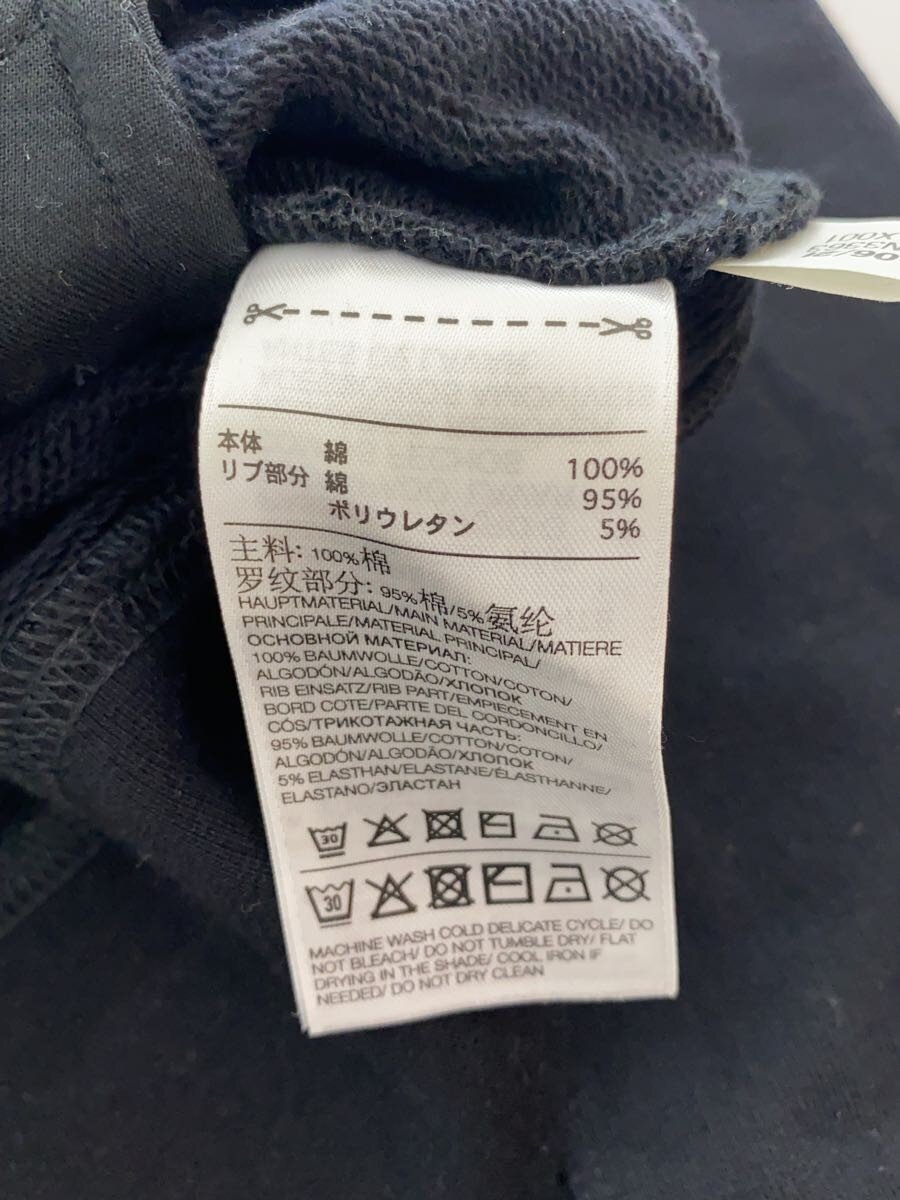 本体 綿 100%
リブ部分 綿 95%
ポリウレタン 5%
主料: 100%棉
罗纹部分: 95%棉/5%氨纶
HAUPTMATERIAL/MAIN MATERIAL/MATIERE
PRINCIPALE/MATERIAL PRINCIPAL/
ОСНОВНОЙ МАТЕРИАЛ:
100% BAUMWOLLE/COTTON/COTON/
ALGODÓN/ALGODÃO/ХЛОПОК
RIB EINSATZ/RIB PART/EMPIECEMENT EN
BORD COTE/PARTE DEL CORDONCILLO/
CÓS/ТРИКОТАЖНАЯ ЧАСТЬ:
95% BAUMWOLLE/COTTON/COTON/
ALGODÓN/ALGODÃO/ХЛОПОК
5% ELASTHAN/ELASTANE/ÉLASTHANNE/
ELASTANO/ЭЛАСТАН
30
30
MACHINE WASH COLD DELICATE CYCLE/ DO
NOT BLEACH/ DO NOT TUMBLE DRY/ FLAT
DRYING IN THE SHADE/ COOL IRON IF
NEEDED/ DO NOT DRY CLEAN
06/21
X001